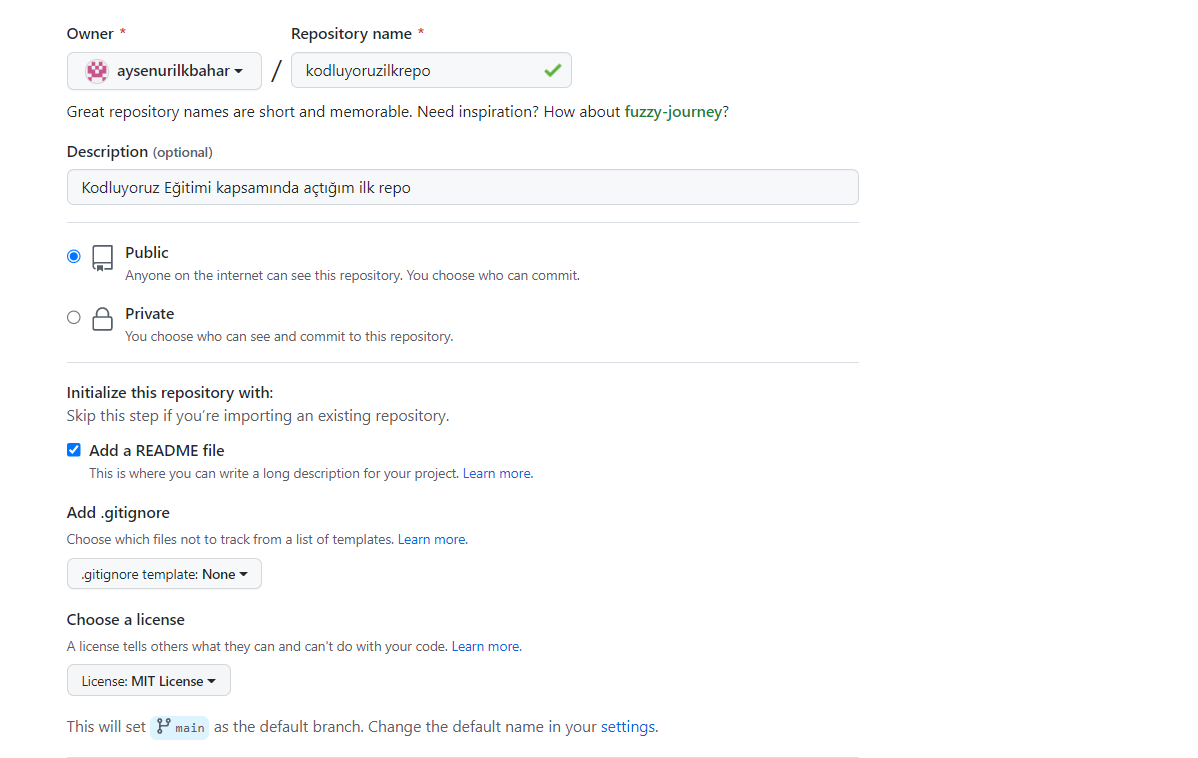 Owner * Repository name *
aysenurilkbahar / kodluyoruzilkrepo
Great repository names are short and memorable. Need inspiration? How about fuzzy-journey?
Description (optional)
Kodluyoruz Eğitimi kapsamında açtığım ilk repo
Public
Anyone on the internet can see this repository. You choose who can commit.
Private
You choose who can see and commit to this repository.
Initialize this repository with:
Skip this step if you’re importing an existing repository.
Add a README file
This is where you can write a long description for your project. Learn more.
Add .gitignore
Choose which files not to track from a list of templates. Learn more.
.gitignore template: None
Choose a license
A license tells others what they can and can't do with your code. Learn more.
License: MIT License
This will set main as the default branch. Change the default name in your settings.